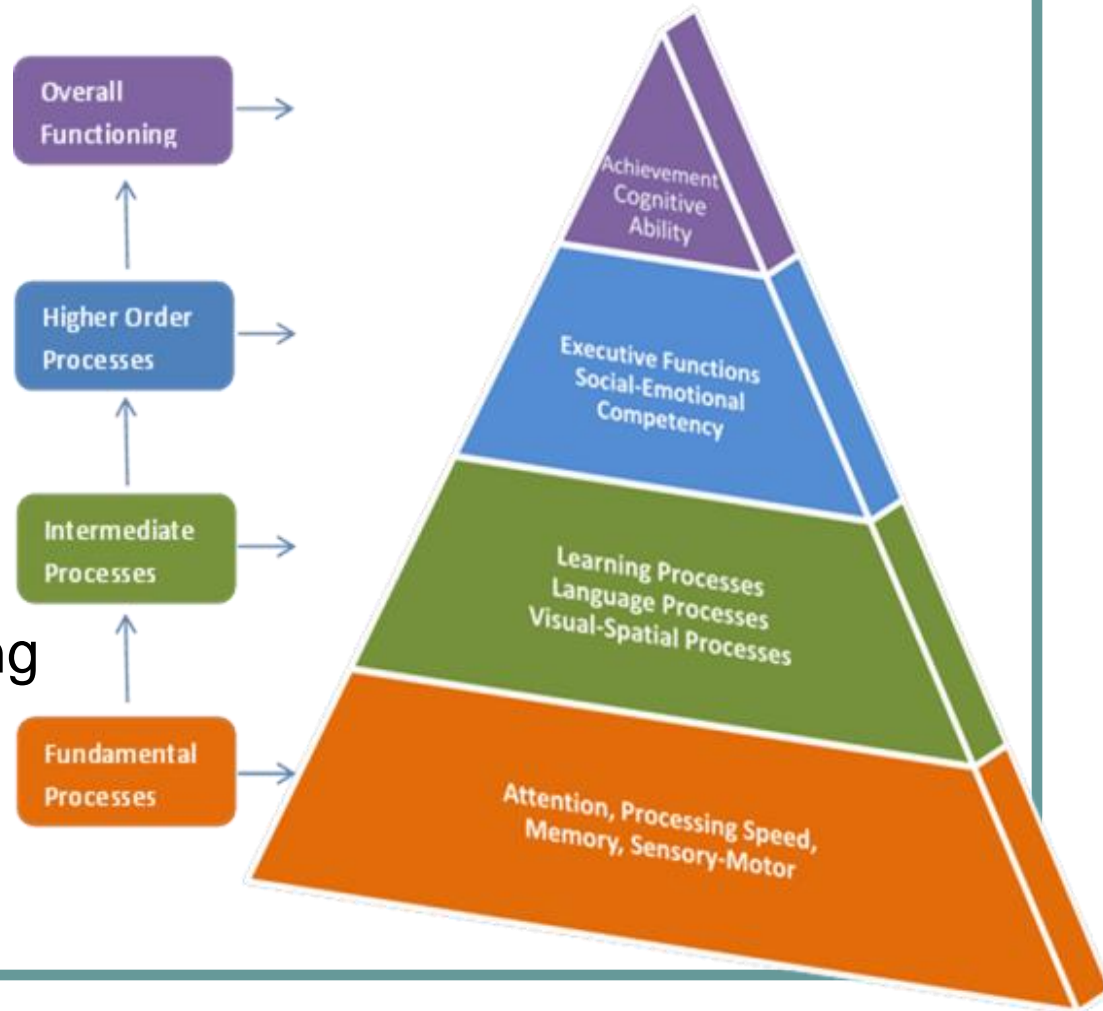 Overall
Functioning
Achievement
Cognitive
Ability
Higher Order
Processes
Executive Functions
Social-Emotional
Competency
Intermediate
Processes
Learning Processes
Language Processes
Visual-Spatial Processes
ng
Fundamental
Processes
Attention, Processing Speed,
Memory, Sensory-Motor